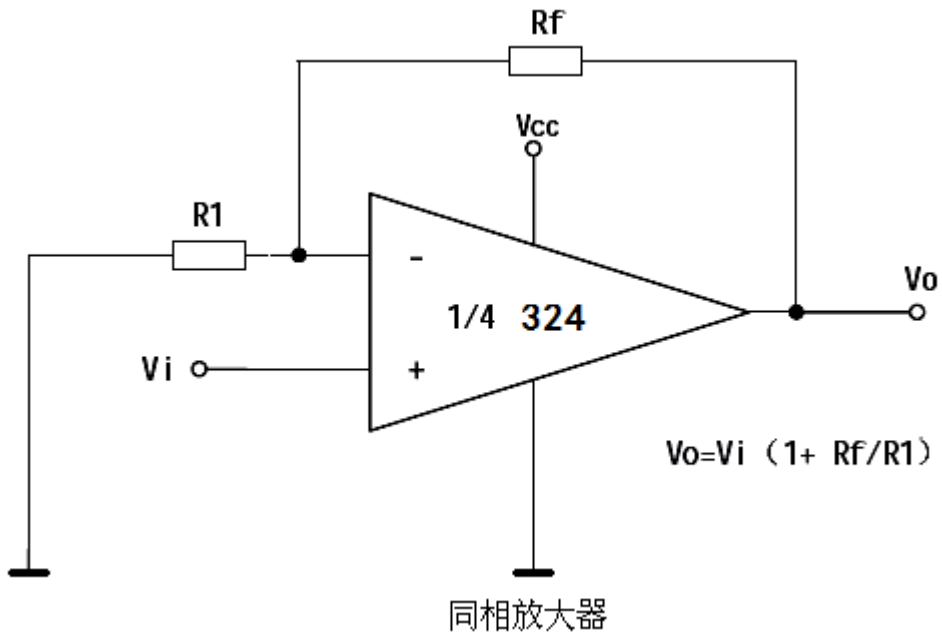 Rf
Vcc
R1
-
Vo
1/4 324
Vi
+
Vo=Vi（1+ Rf/R1）
同相放大器